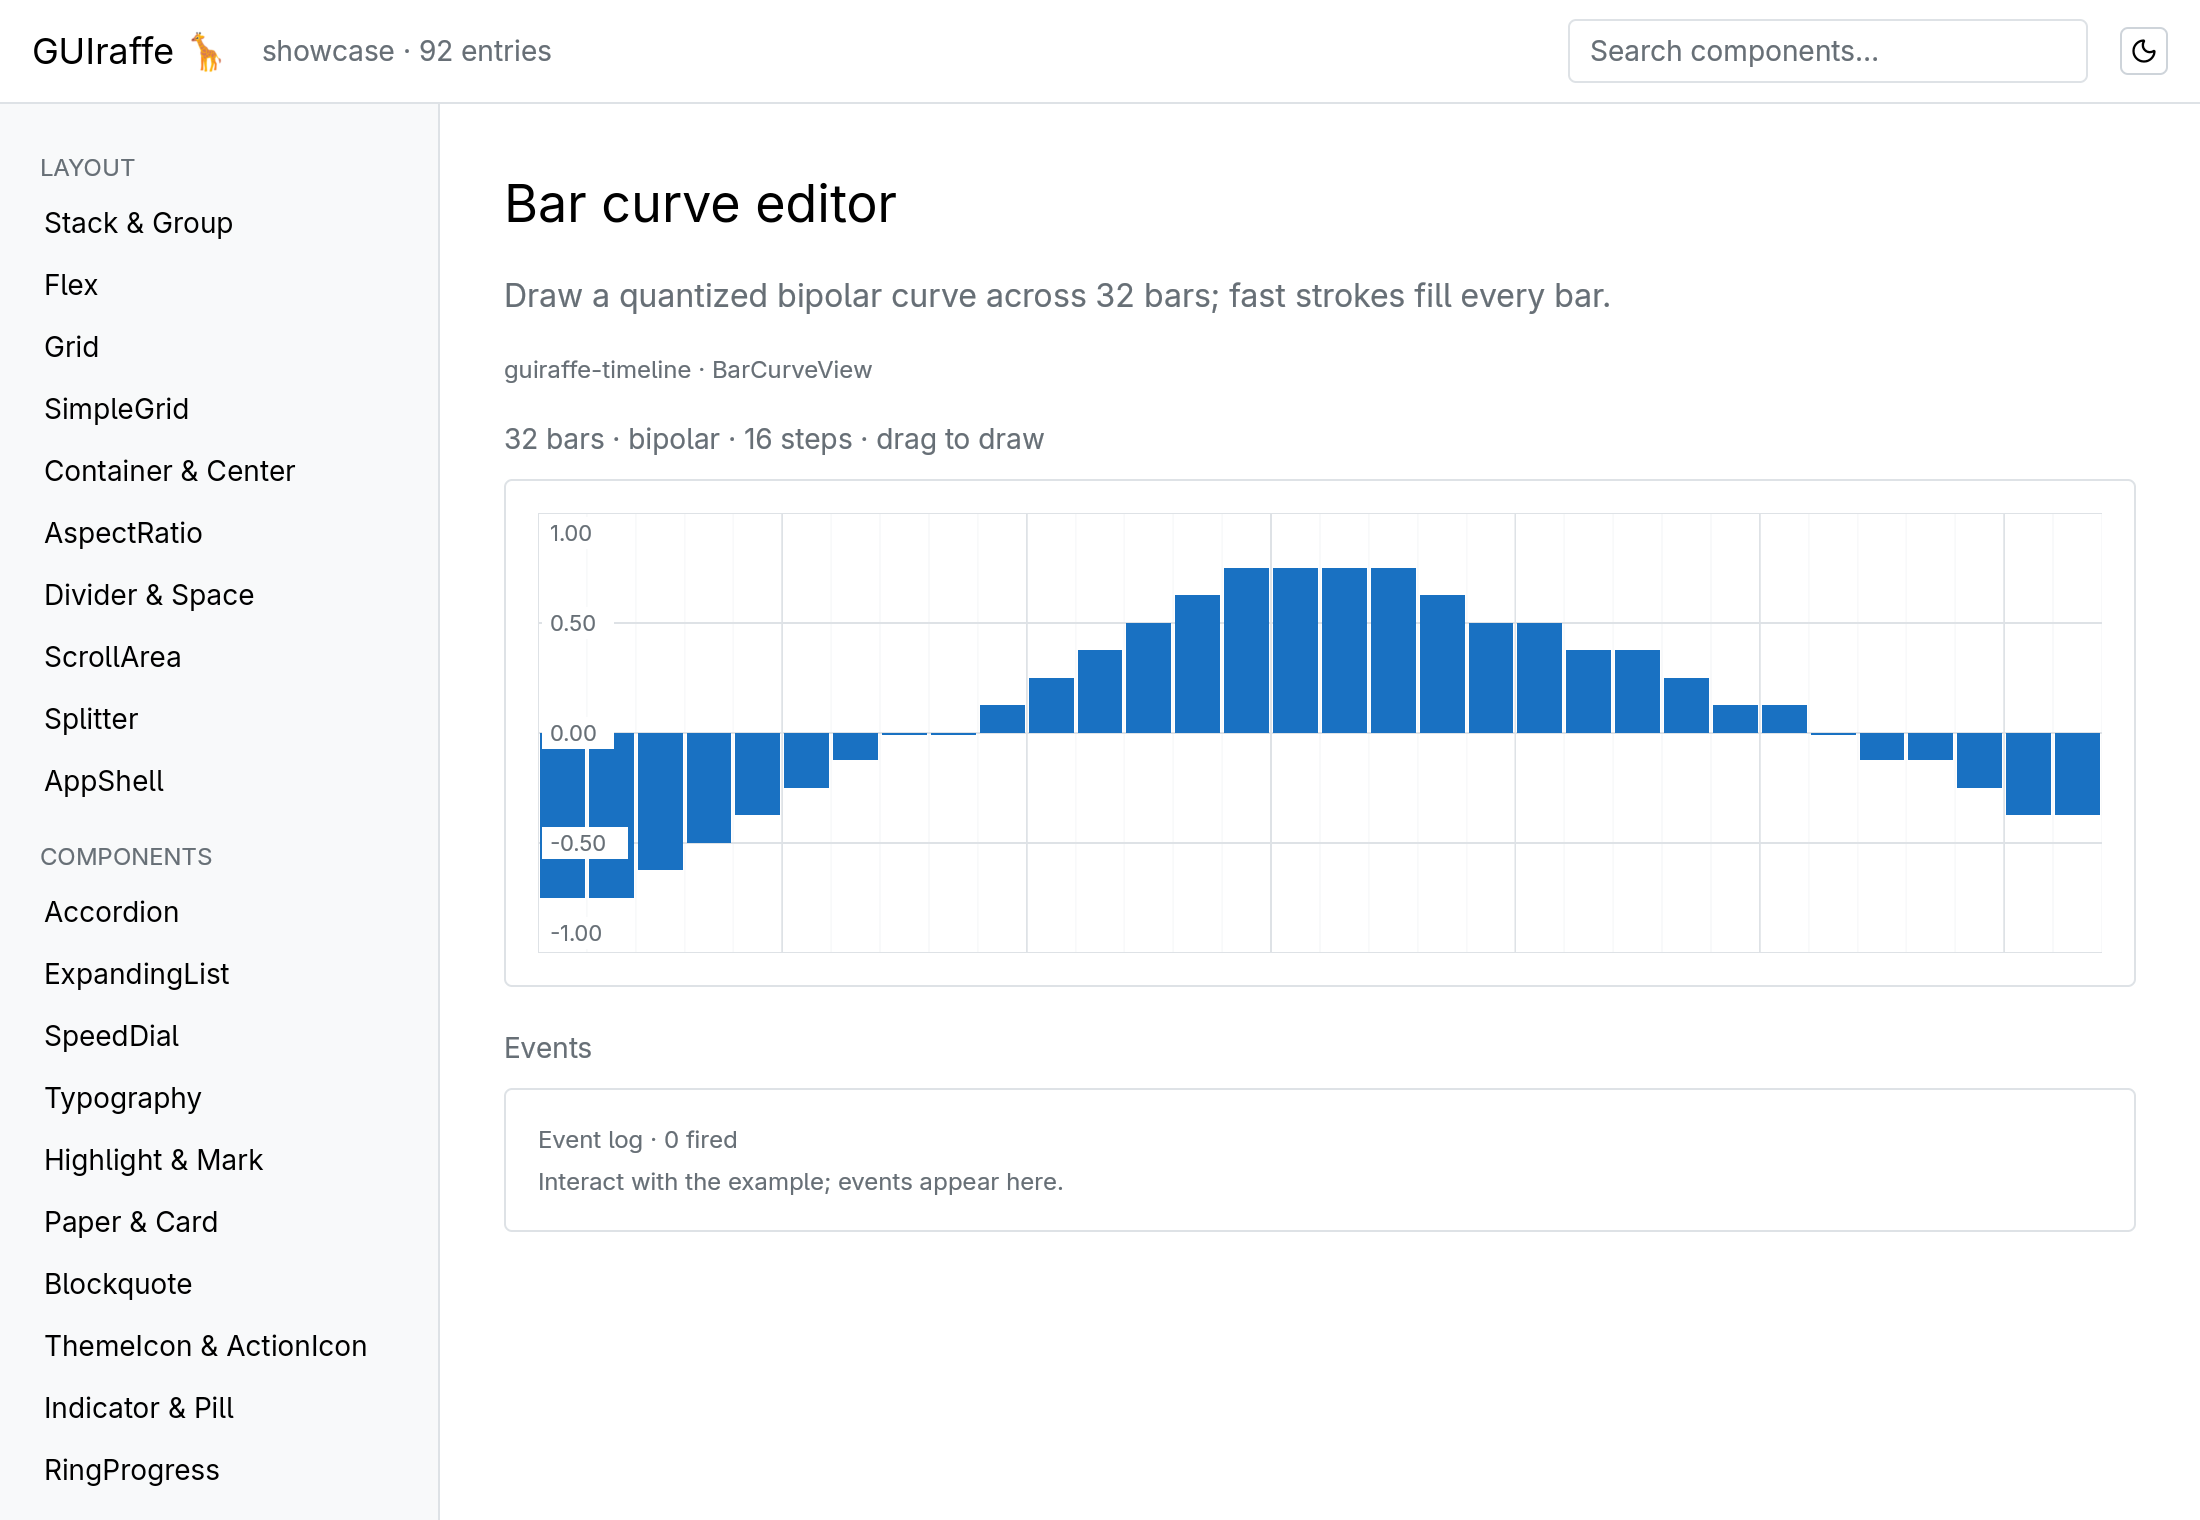 GUIraffe 🦒 showcase · 92 entries Search components...
LAYOUT
Stack & Group
Flex
Grid
SimpleGrid
Container & Center
AspectRatio
Divider & Space
ScrollArea
Splitter
AppShell
COMPONENTS
Accordion
ExpandingList
SpeedDial
Typography
Highlight & Mark
Paper & Card
Blockquote
ThemeIcon & ActionIcon
Indicator & Pill
RingProgress
Bar curve editor
Draw a quantized bipolar curve across 32 bars; fast strokes fill every bar.
guiraffe-timeline · BarCurveView
32 bars · bipolar · 16 steps · drag to draw
1.00
0.50
0.00
-0.50
-1.00
Events
Event log · 0 fired
Interact with the example; events appear here.